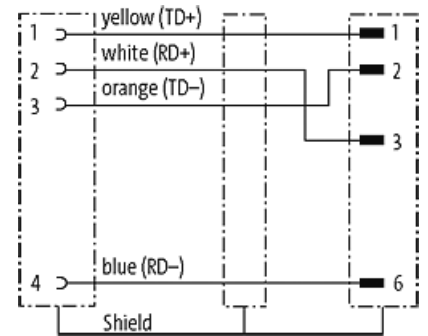 1 yellow (TD+) 1
2 white (RD+) 2
3 orange (TD–)
3
4 blue (RD–) 6
Shield